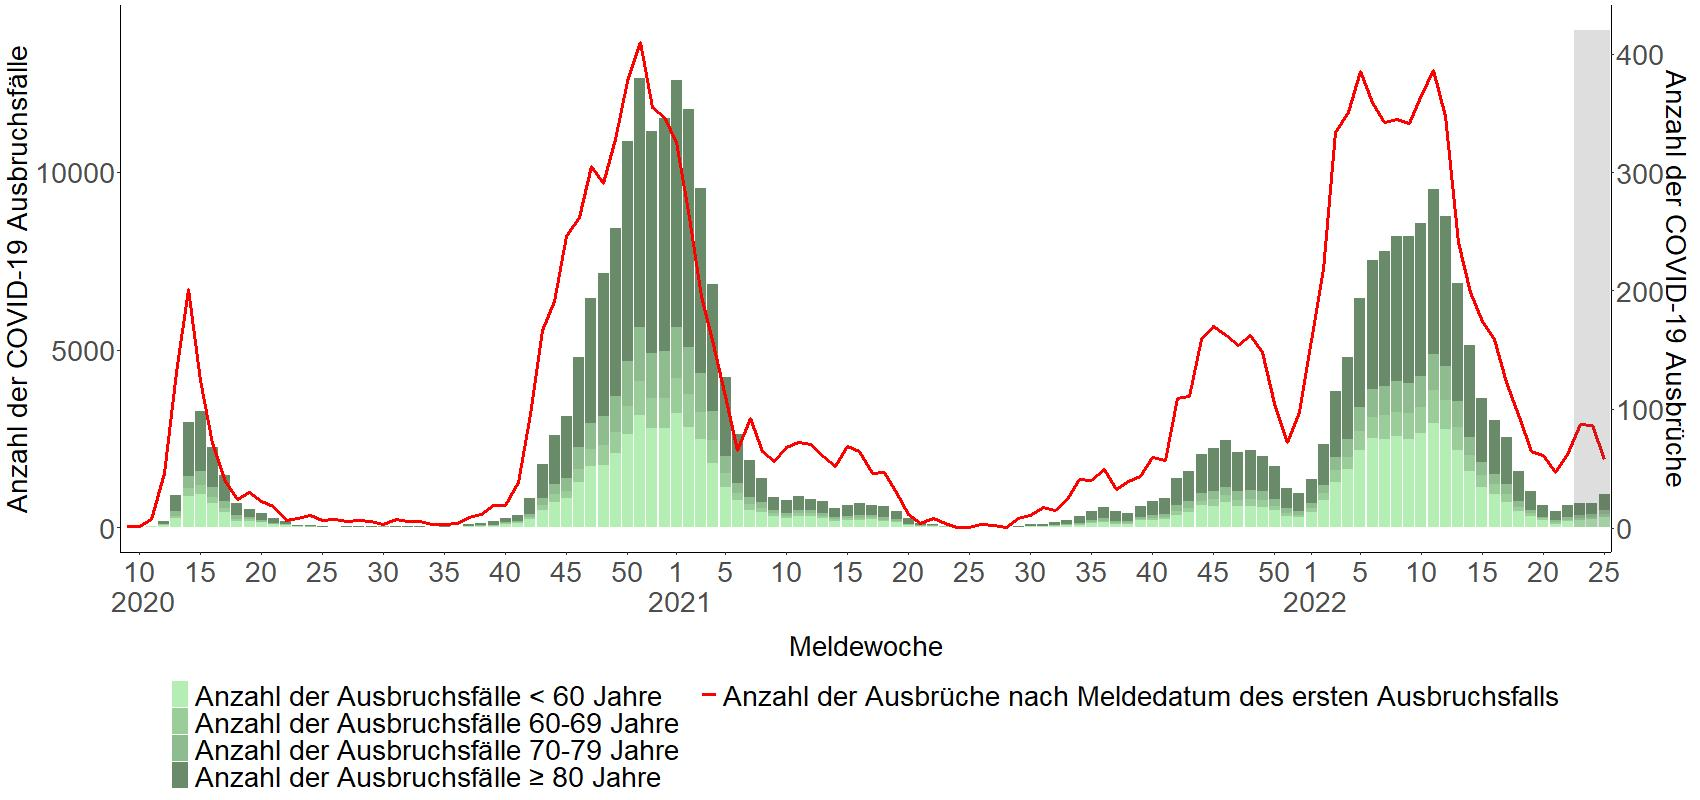 Anzahl der COVID-19 Ausbruchsfälle
10000
5000
0
400
300
200
100
0
Anzahl der COVID-19 Ausbrüche
10 15 20 25 30 35 40 45 50 1 5 10 15 20 25 30 35 40 45 50 1 5 10 15 20 25
2020 2021 2022
Meldewoche
Anzahl der Ausbruchsfälle < 60 Jahre
Anzahl der Ausbruchsfälle 60-69 Jahre
Anzahl der Ausbruchsfälle 70-79 Jahre
Anzahl der Ausbruchsfälle ≥ 80 Jahre
Anzahl der Ausbrüche nach Meldedatum des ersten Ausbruchsfalls